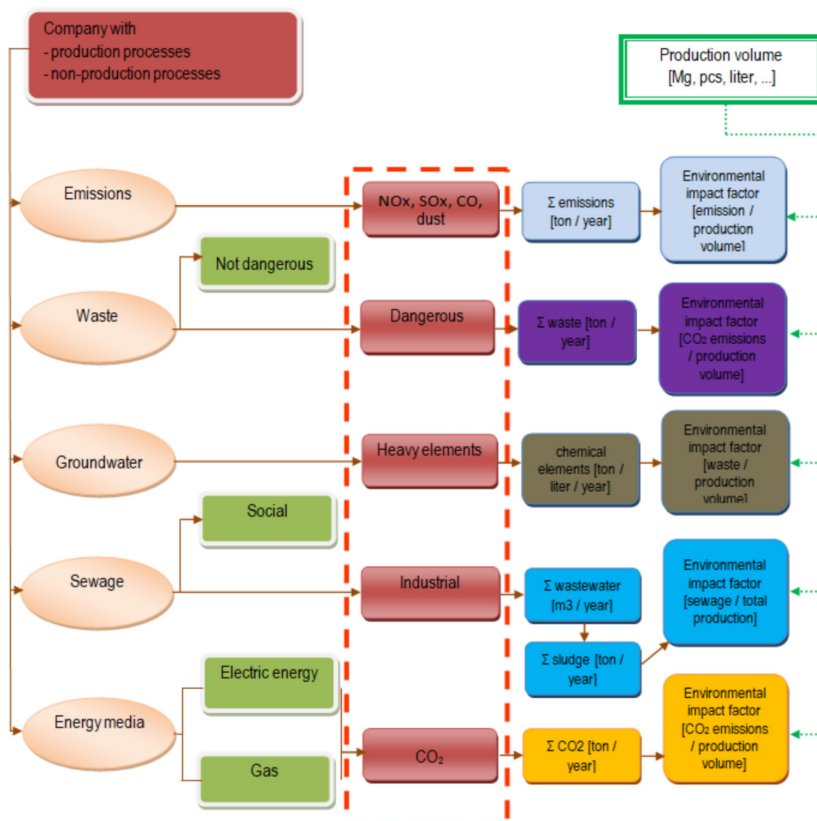 Company with
- production processes
- non-production processes
Production volume
[Mg, pcs, liter, ...]
Emissions
NOx, SOx, CO,
dust
Σ emissions
[ton / year]
Environmental
impact factor
[emission /
production
volume]
Not dangerous
Waste
Dangerous
Σ waste [ton /
year]
Environmental
impact factor
[CO₂ emissions
/ production
volume]
Groundwater
Heavy elements
chemical
elements [ton /
liter / year]
Environmental
impact factor
[waste /
production
volume]
Social
Sewage
Industrial
Σ wastewater
[m3 / year]
Σ sludge [ton /
year]
Environmental
impact factor
[sewage / total
production]
Electric energy
Energy media
Gas
CO₂
Σ CO2 [ton /
year]
Environmental
impact factor
[CO₂ emissions
/ production
volume]